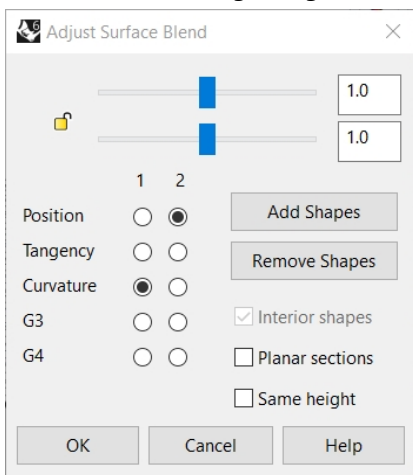 6
Adjust Surface Blend
1.0
1.0
1 2
Position
Add Shapes
Tangency
Remove Shapes
Curvature
G3
Interior shapes
G4
Planar sections
Same height
OK Cancel Help